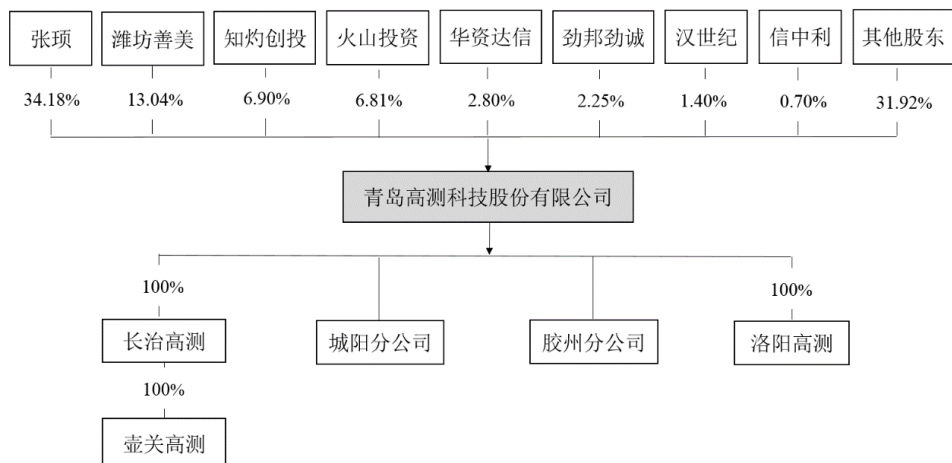 张顼 潍坊善美 知灼创投 火山投资 华资达信 劲邦劲诚 汉世纪 信中利 其他股东
34.18% 13.04% 6.90% 6.81% 2.80% 2.25% 1.40% 0.70% 31.92%
青岛高测科技股份有限公司
100% 100%
长治高测 城阳分公司 胶州分公司 洛阳高测
100%
壶关高测